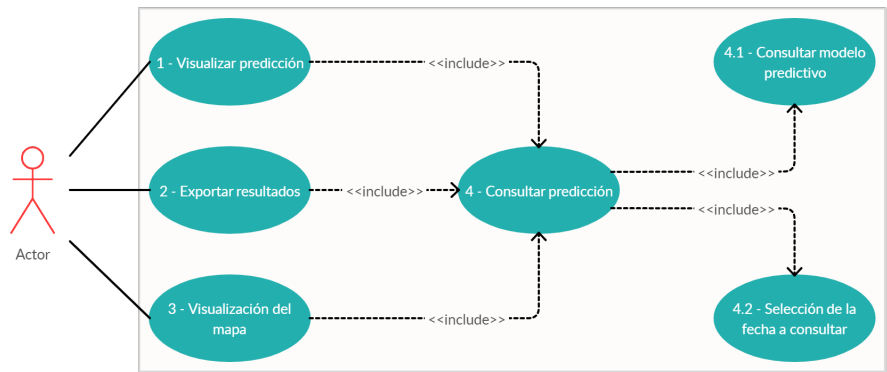 1 - Visualizar predicción
<<include>>
4.1 - Consultar modelo
predictivo
2 - Exportar resultados
<<include>>
4 - Consultar predicción
<<include>>
<<include>>
Actor
3 - Visualización del
mapa
<<include>>
4.2 - Selección de la
fecha a consultar